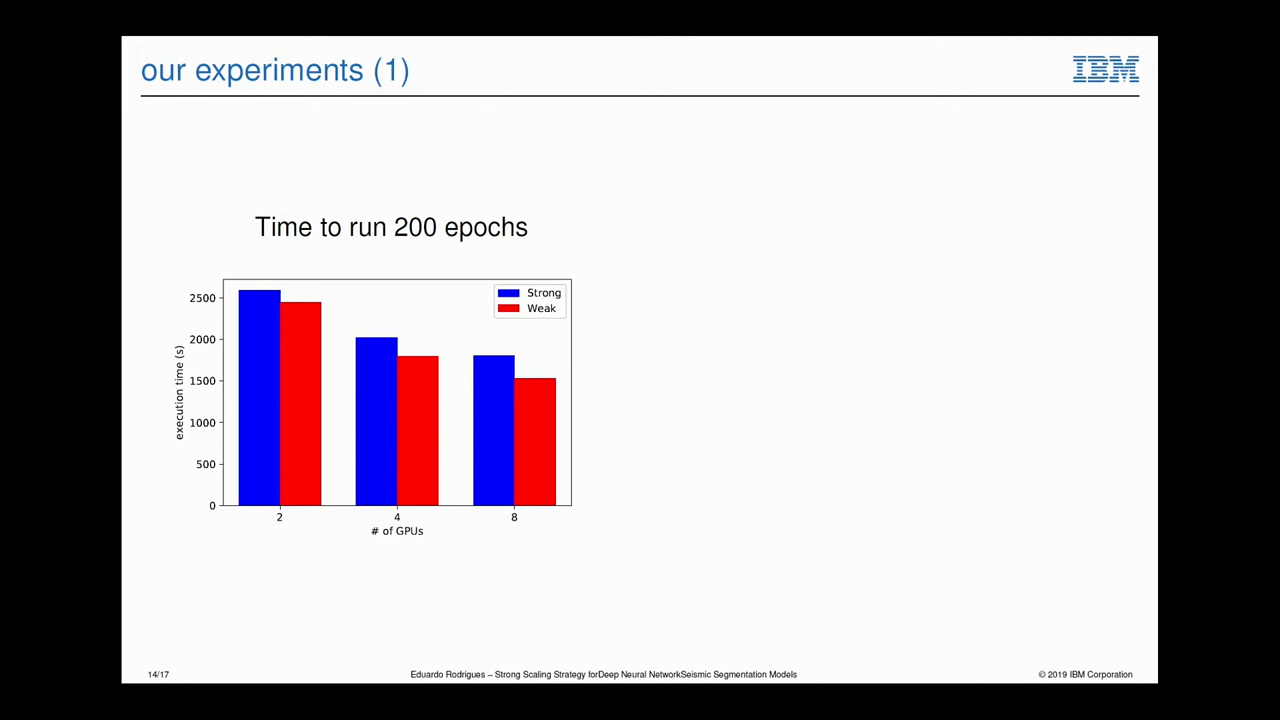 our experiments (1)
IBM
Time to run 200 epochs
Strong
Weak
2500
2000
1500
1000
500
0
execution time (s)
2 4 8
# of GPUs
14/17
Eduardo Rodrigues – Strong Scaling Strategy forDeep Neural NetworkSeismic Segmentation Models
© 2019 IBM Corporation